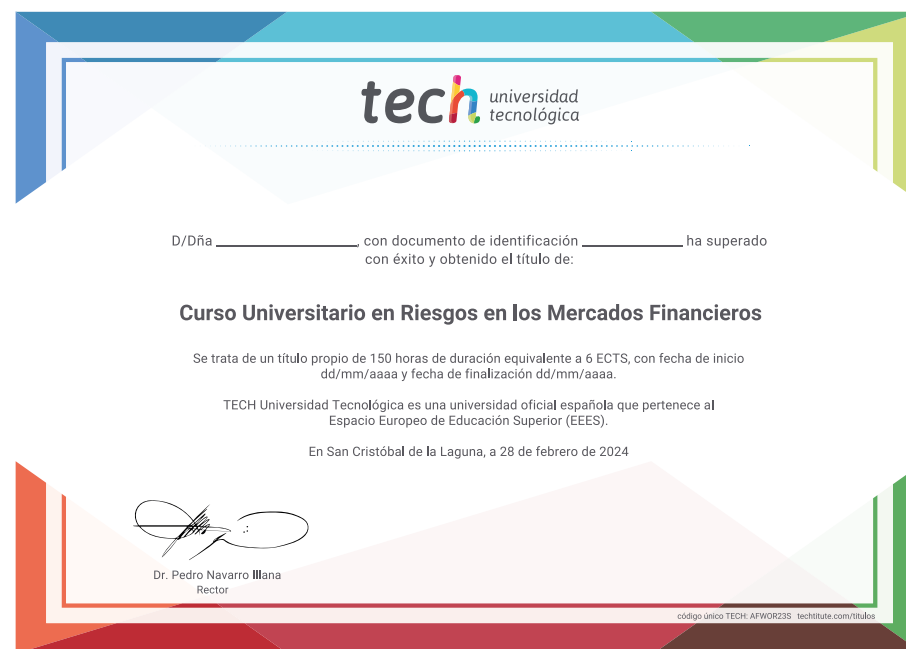 tech universidad
tecnológica
D/Dña ______________, con documento de identificación __________ ha superado
con éxito y obtenido el título de:
Curso Universitario en Riesgos en los Mercados Financieros
Se trata de un título propio de 150 horas de duración equivalente a 6 ECTS, con fecha de inicio
dd/mm/aaaa y fecha de finalización dd/mm/aaaa.
TECH Universidad Tecnológica es una universidad oficial española que pertenece al
Espacio Europeo de Educación Superior (EEES).
En San Cristóbal de la Laguna, a 28 de febrero de 2024
Dr. Pedro Navarro Illana
Rector
código único TECH: AFWOR23S techtitute.com/titulos